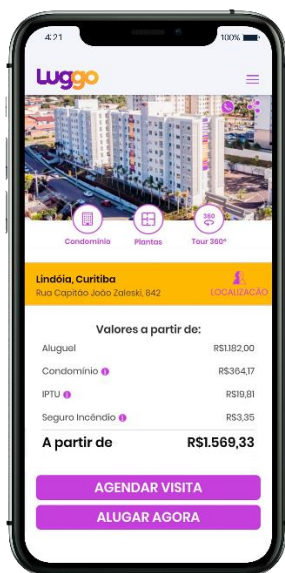 4:21
100%
Luggo
360
Condomínio Plantas Tour 360°
Lindóia, Curitiba
Rua Capitão João Zaleski, 842
LOCALIZAÇÃO
Valores a partir de:
Aluguel R$1.182,00
Condomínio R$364,17
IPTU R$19,81
Seguro Incêndio R$3,35
A partir de R$1.569,33
AGENDAR VISITA
ALUGAR AGORA